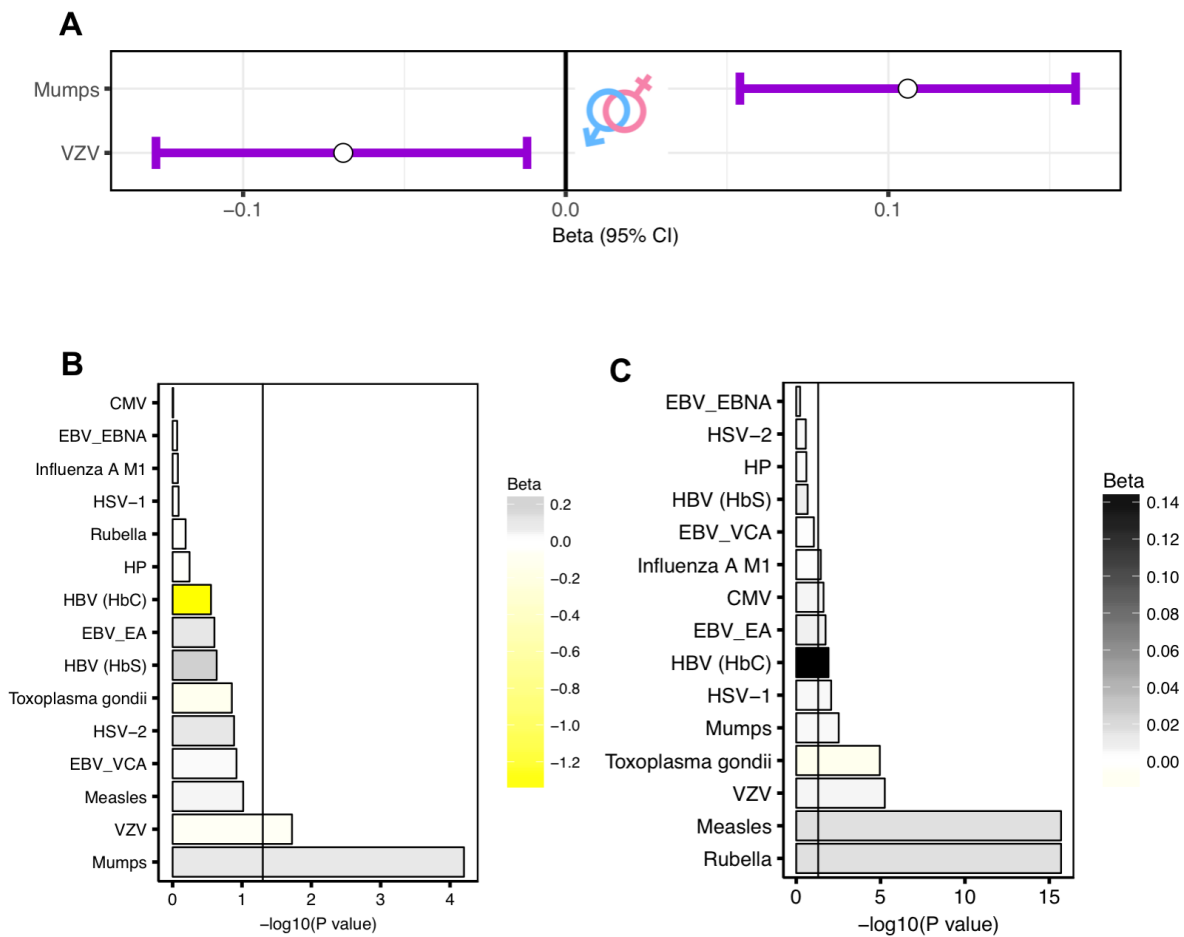 A
Mumps
VZV
−0.1
0.0
0.1
Beta (95% CI)
B
CMV
EBV_EBNA
Influenza A M1
HSV−1
Rubella
HP
HBV (HbC)
EBV_EA
HBV (HbS)
Toxoplasma gondii
HSV−2
EBV_VCA
Measles
VZV
Mumps
0
1
2
3
4
−log10(P value)
Beta
0.2
0.0
−0.2
−0.4
−0.6
−0.8
−1.0
−1.2
C
EBV_EBNA
HSV−2
HP
HBV (HbS)
EBV_VCA
Influenza A M1
CMV
EBV_EA
HBV (HbC)
HSV−1
Mumps
Toxoplasma gondii
VZV
Measles
Rubella
0
5
10
15
−log10(P value)
Beta
0.14
0.12
0.10
0.08
0.06
0.04
0.02
0.00